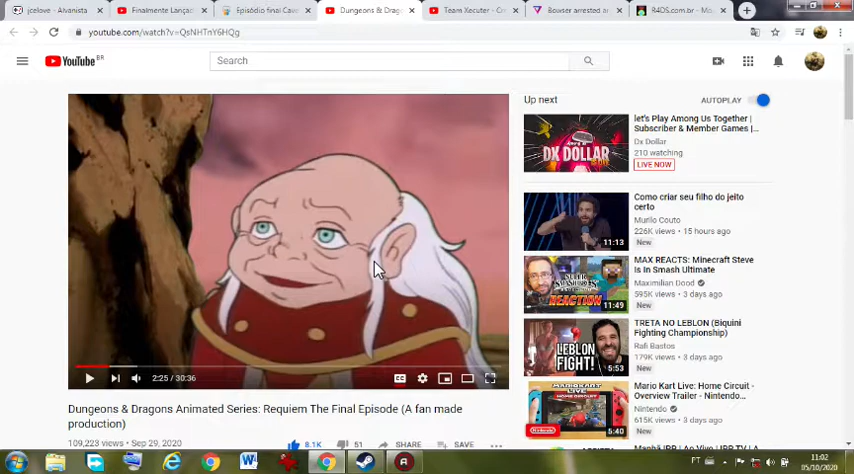 jcelove - Alvanista
Finalmente Lançad
Episódio final Cave
Dungeons & Drag
Team Xecuter - C
Bowser arrested a
R4DS.com.br - M
youtube.com/watch?v=QsNHTnY6HQg
YouTube BR
Search
Up next
AUTOPLAY
let's Play Among Us Together |
Subscriber & Member Games |...
Dx Dollar
210 watching
LIVE NOW
DX DOLLAR
Como criar seu filho do jeito
certo
Murilo Couto
226K views • 15 hours ago
New
11:13
MAX REACTS: Minecraft Steve
Is In Smash Ultimate
Maximilian Dood
595K views • 3 days ago
New
REACTION
11:49
TRETA NO LEBLON (Biquini
Fighting Championship)
Rafi Bastos
179K views • 3 days ago
New
LEBLON
FIGHT!
5:53
Mario Kart Live: Home Circuit -
Overview Trailer - Nintendo...
Nintendo
615K views • 3 days ago
New
Nintendo
5:40
2:25 / 30:36
Dungeons & Dragons Animated Series: Requiem The Final Episode (A fan made
production)
109,223 views • Sep 29, 2020
8.1K
51
SHARE
SAVE
PT
11:02
05/10/2020